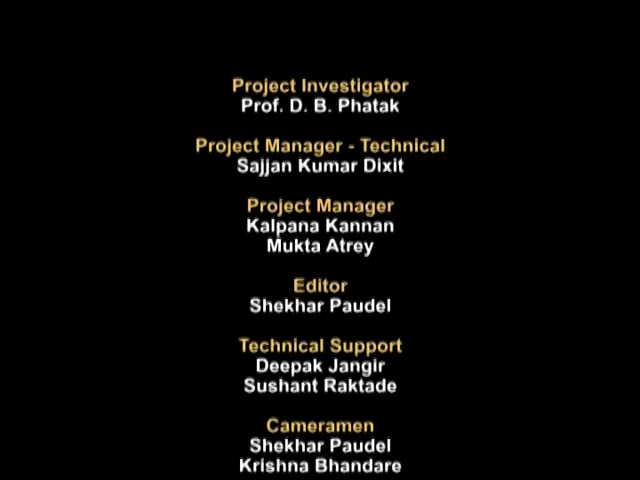 Project Investigator
Prof. D. B. Phatak
Project Manager - Technical
Sajjan Kumar Dixit
Project Manager
Kalpana Kannan
Mukta Atrey
Editor
Shekhar Paudel
Technical Support
Deepak Jangir
Sushant Raktade
Cameramen
Shekhar Paudel
Krishna Bhandare